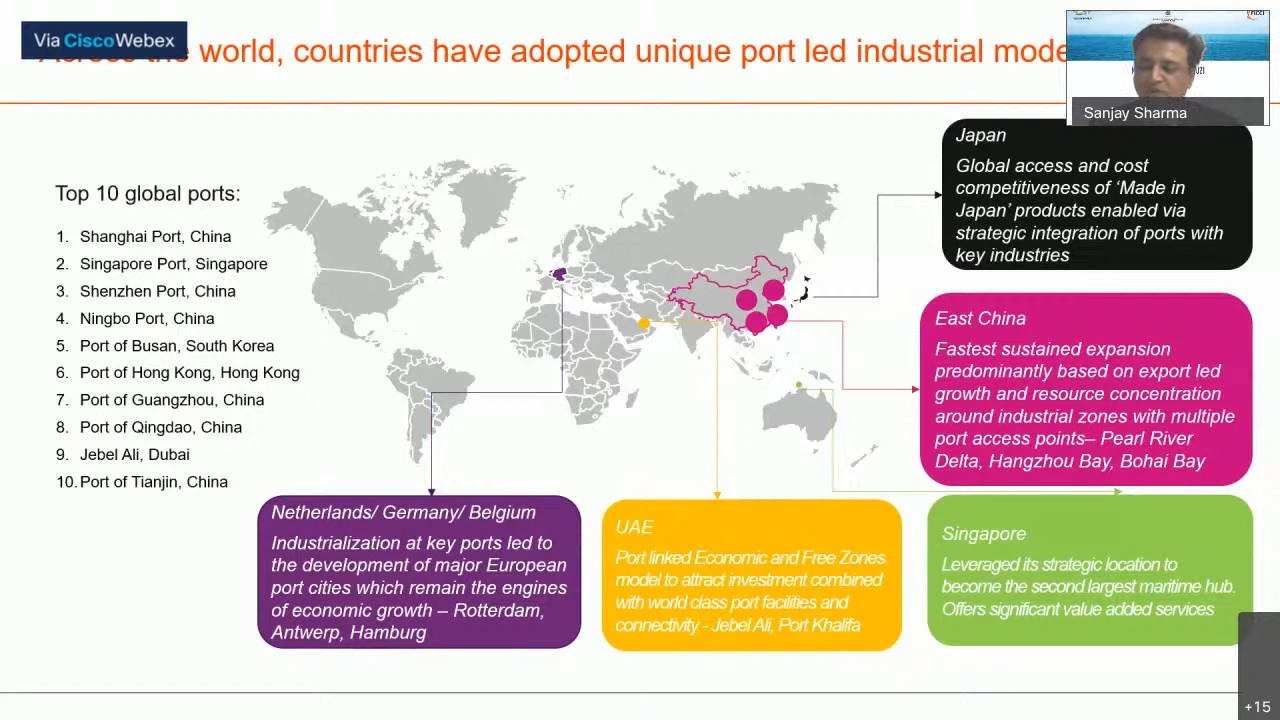 Via CiscoWebex
the world, countries have adopted unique port led industrial
FICCI
Sanjay Sharma
Top 10 global ports:
1. Shanghai Port, China
2. Singapore Port, Singapore
3. Shenzhen Port, China
4. Ningbo Port, China
5. Port of Busan, South Korea
6. Port of Hong Kong, Hong Kong
7. Port of Guangzhou, China
8. Port of Qingdao, China
9. Jebel Ali, Dubai
10. Port of Tianjin, China
Japan
Global access and cost
competitiveness of ‘Made in
Japan’ products enabled via
strategic integration of ports with
key industries
East China
Fastest sustained expansion
predominantly based on export led
growth and resource concentration
around industrial zones with multiple
port access points– Pearl River
Delta, Hangzhou Bay, Bohai Bay
Netherlands/ Germany/ Belgium
Industrialization at key ports led to
the development of major European
port cities which remain the engines
of economic growth – Rotterdam,
Antwerp, Hamburg
UAE
Port linked Economic and Free Zones
model to attract investment combined
with world class port facilities and
connectivity - Jebel Ali, Port Khalifa
Singapore
Leveraged its strategic location to
become the second largest maritime hub.
Offers significant value added services
+15